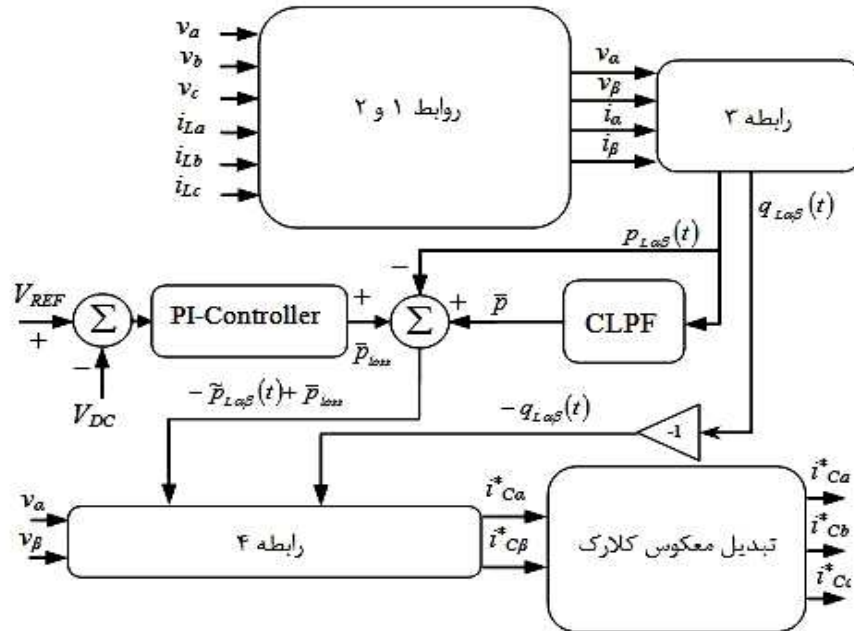 v_a
v_b
v_c
i_La
i_Lb
i_Lc
روابط ۱ و ۲
v_α
v_β
i_α
i_β
رابطه ۳
p_Lαβ(t)
q_Lαβ(t)
V_REF
+
−
V_DC
Σ
PI-Controller
+
p̄_loss
−
Σ
+
p̄
CLPF
− p̃_Lαβ(t)+ p̄_loss
− q_Lαβ(t)
-1
v_α
v_β
رابطه ۴
i*_Cα
i*_Cβ
تبدیل معکوس کلارک
i*_Ca
i*_Cb
i*_Cc